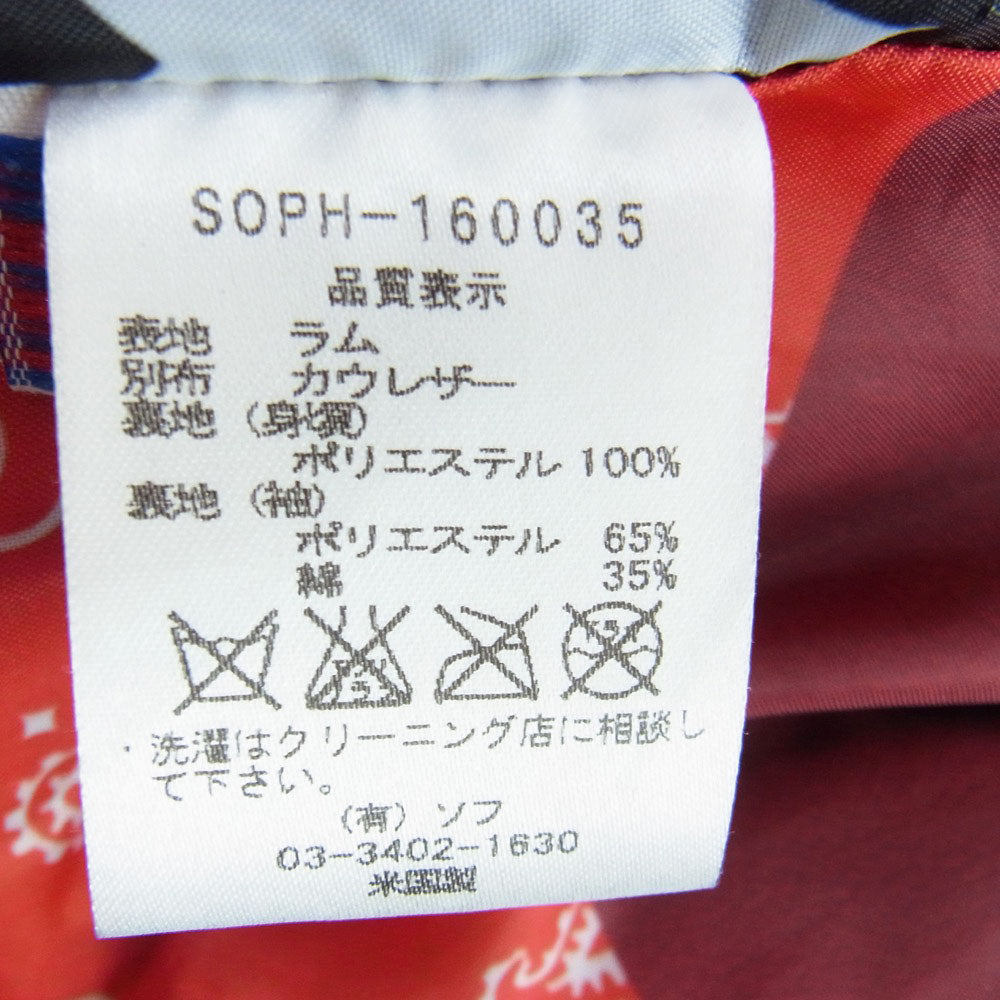 SOPH-160035
品質表示
表地 ラム
別布 カウレザー
裏地 (身頃)
ポリエステル 100%
裏地 (袖)
ポリエステル 65%
綿 35%
・洗濯はクリーニング店に相談し
て下さい。
(有) ソフ
03-3402-1630